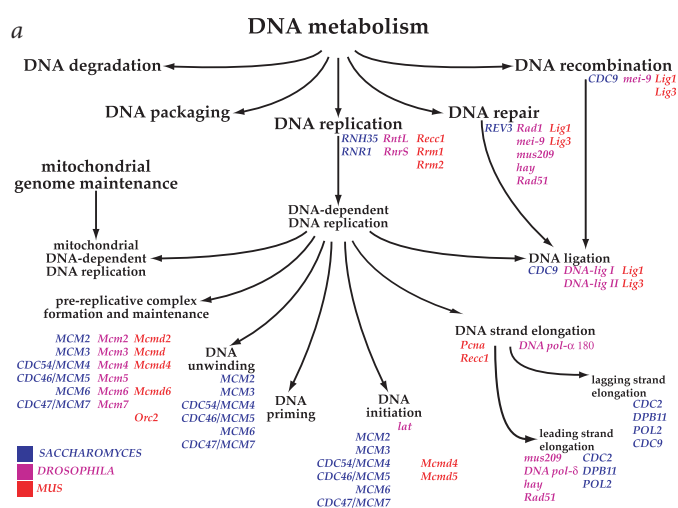 a
DNA metabolism
DNA degradation
DNA recombination
CDC9 mei-9 Lig1
Lig3
DNA packaging
DNA repair
REV3 Rad1 Lig1
mei-9 Lig3
mus209
hay
Rad51
DNA replication
RNH35 RntL Recc1
RNR1 RnrS Rrm1
Rrm2
mitochondrial
genome maintenance
DNA-dependent
DNA replication
mitochondrial
DNA-dependent
DNA replication
DNA ligation
CDC9 DNA-lig I Lig1
DNA-lig II Lig3
pre-replicative complex
formation and maintenance
MCM2 Mcm2 Mcmd2
MCM3 Mcm3 Mcmd
CDC54/MCM4 Mcm4 Mcmd4
CDC46/MCM5 Mcm5
MCM6 Mcm6 Mcmd6
CDC47/MCM7 Mcm7
Orc2
DNA
unwinding
MCM2
MCM3
CDC54/MCM4
CDC46/MCM5
MCM6
CDC47/MCM7
DNA
priming
DNA
initiation
lat
MCM2
MCM3
CDC54/MCM4 Mcmd4
CDC46/MCM5 Mcmd5
MCM6
CDC47/MCM7
DNA strand elongation
Pcna DNA pol-α 180
Recc1
lagging strand
elongation
CDC2
DPB11
POL2
CDC9
leading strand
elongation
mus209 CDC2
DNA pol-δ DPB11
hay POL2
Rad51
SACCHAROMYCES
DROSOPHILA
MUS